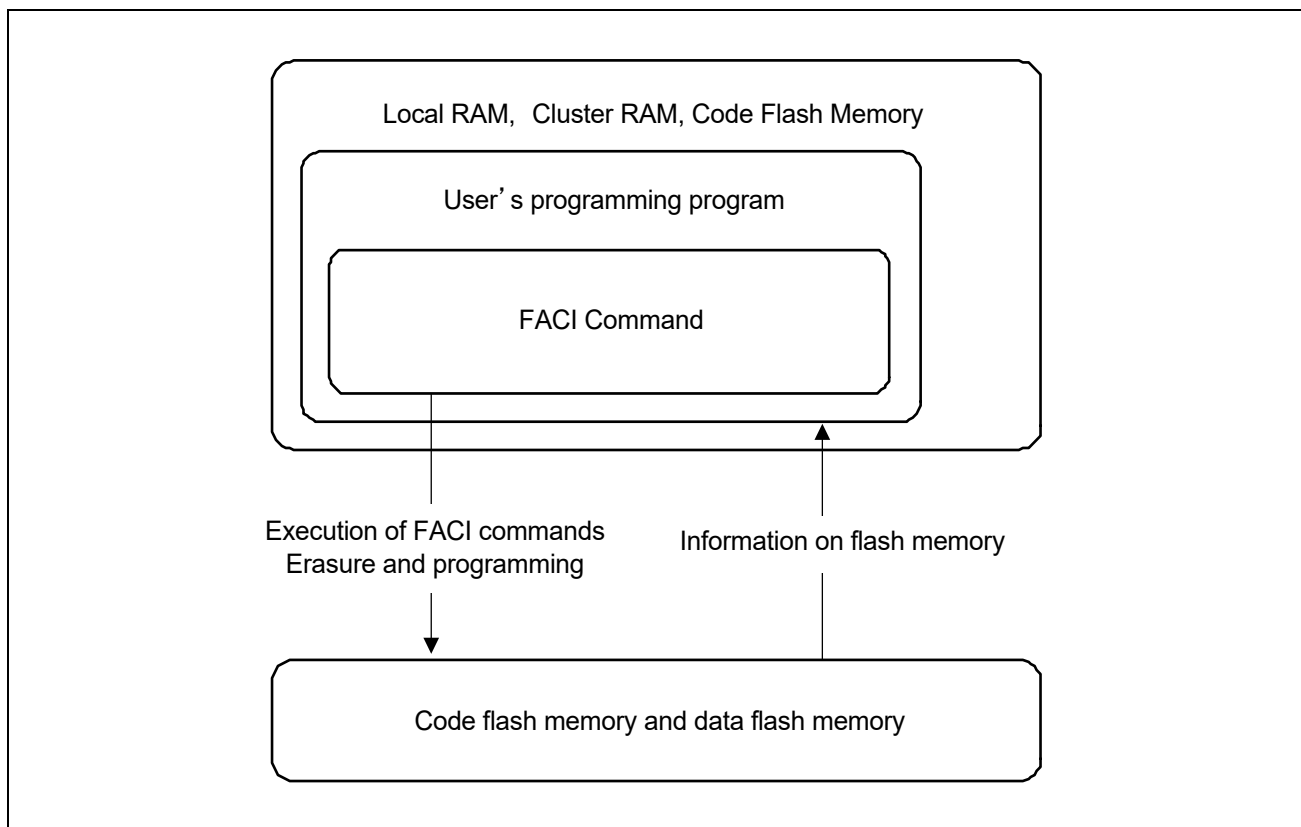 Local RAM, Cluster RAM, Code Flash Memory
User’s programming program
FACI Command
Execution of FACI commands
Erasure and programming
Information on flash memory
Code flash memory and data flash memory